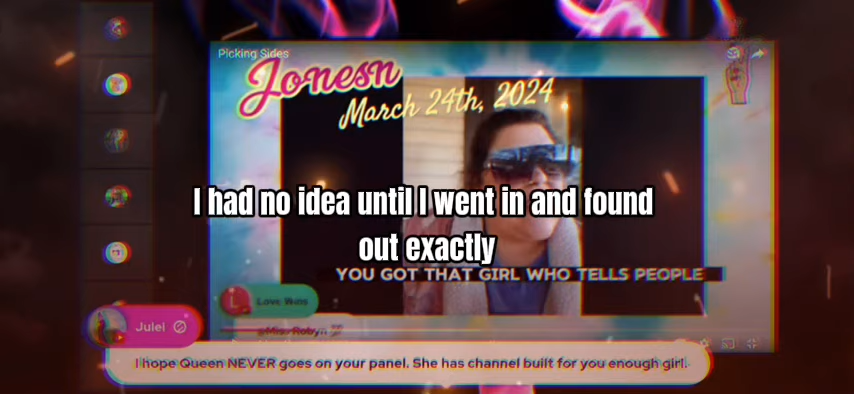 Picking Sides
Jonesn
March 24th, 2024
I had no idea until I went in and found
out exactly
YOU GOT THAT GIRL WHO TELLS PEOPLE
L
Love Wins
@Miss Robyn
Julei
I hope Queen NEVER goes on your panel. She has channel built for you enough girl.